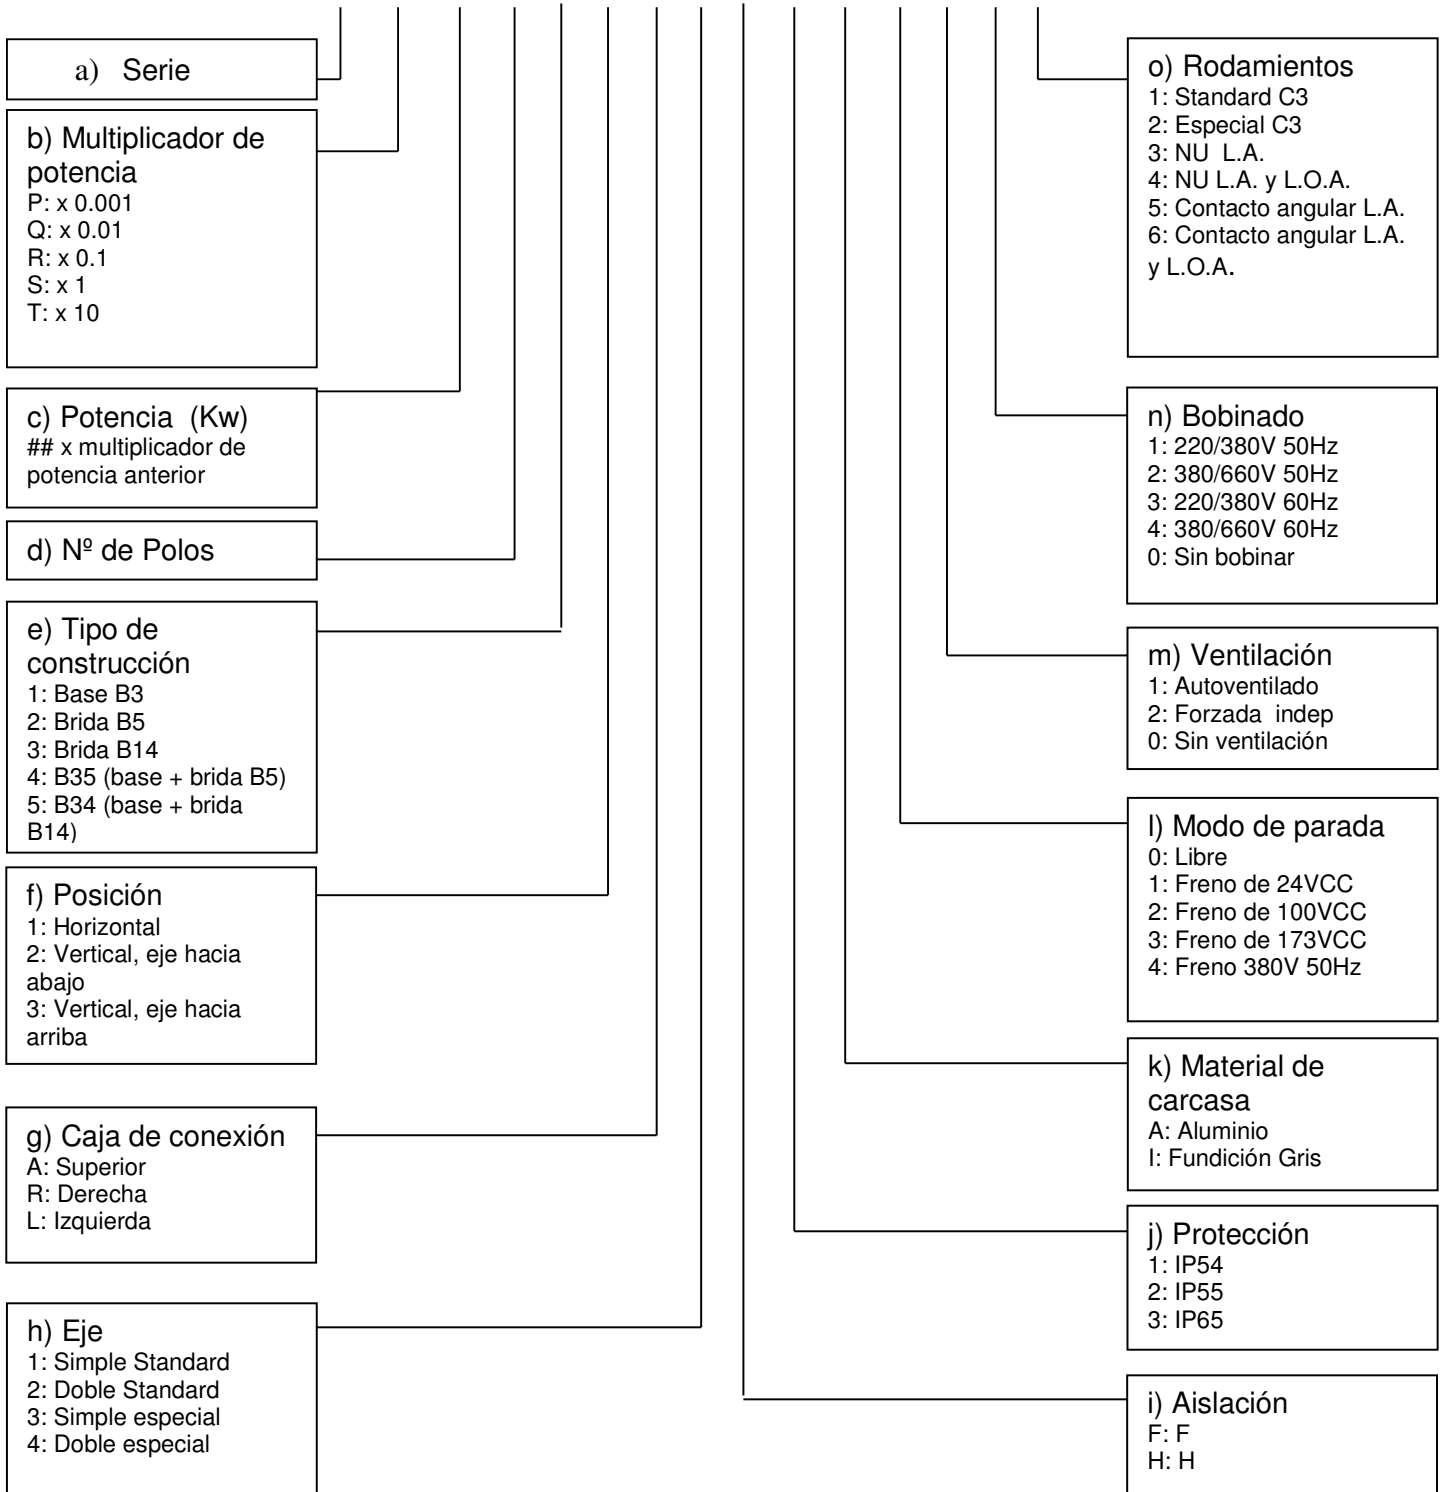 a) Serie
b) Multiplicador de
potencia
P: x 0.001
Q: x 0.01
R: x 0.1
S: x 1
T: x 10
c) Potencia (Kw)
## x multiplicador de
potencia anterior
d) Nº de Polos
e) Tipo de
construcción
1: Base B3
2: Brida B5
3: Brida B14
4: B35 (base + brida B5)
5: B34 (base + brida
B14)
f) Posición
1: Horizontal
2: Vertical, eje hacia
abajo
3: Vertical, eje hacia
arriba
g) Caja de conexión
A: Superior
R: Derecha
L: Izquierda
h) Eje
1: Simple Standard
2: Doble Standard
3: Simple especial
4: Doble especial
o) Rodamientos
1: Standard C3
2: Especial C3
3: NU L.A.
4: NU L.A. y L.O.A.
5: Contacto angular L.A.
6: Contacto angular L.A.
y L.O.A.
n) Bobinado
1: 220/380V 50Hz
2: 380/660V 50Hz
3: 220/380V 60Hz
4: 380/660V 60Hz
0: Sin bobinar
m) Ventilación
1: Autoventilado
2: Forzada indep
0: Sin ventilación
l) Modo de parada
0: Libre
1: Freno de 24VCC
2: Freno de 100VCC
3: Freno de 173VCC
4: Freno 380V 50Hz
k) Material de
carcasa
A: Aluminio
I: Fundición Gris
j) Protección
1: IP54
2: IP55
3: IP65
i) Aislación
F: F
H: H